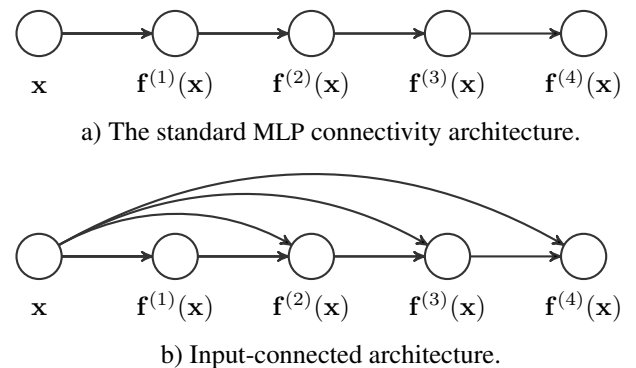 x f⁽¹⁾(x) f⁽²⁾(x) f⁽³⁾(x) f⁽⁴⁾(x)
a) The standard MLP connectivity architecture.
x f⁽¹⁾(x) f⁽²⁾(x) f⁽³⁾(x) f⁽⁴⁾(x)
b) Input-connected architecture.